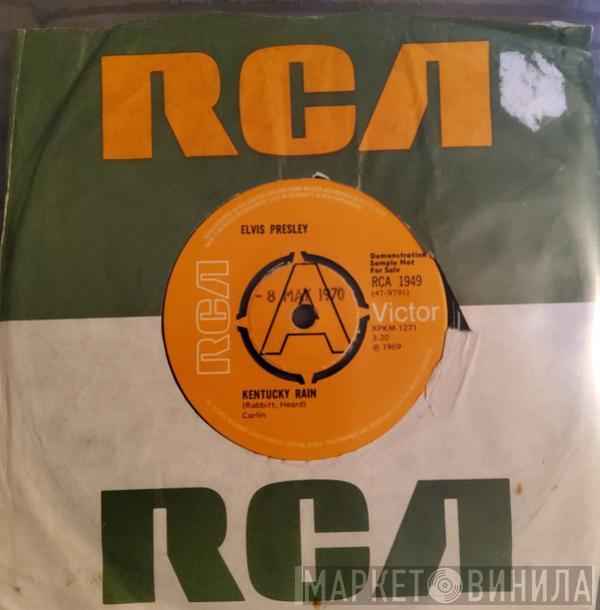 RCA
ELVIS PRESLEY
Demonstration
Sample Not
For Sale
RCA 1949
(47-9791)
- 8 MAY 1970
A
RCA
Victor
XPKM 1271
3.20
℗ 1969
KENTUCKY RAIN
(Rabbitt, Heard)
Carlin
RCA
МАРКЕТ ВИНИЛА